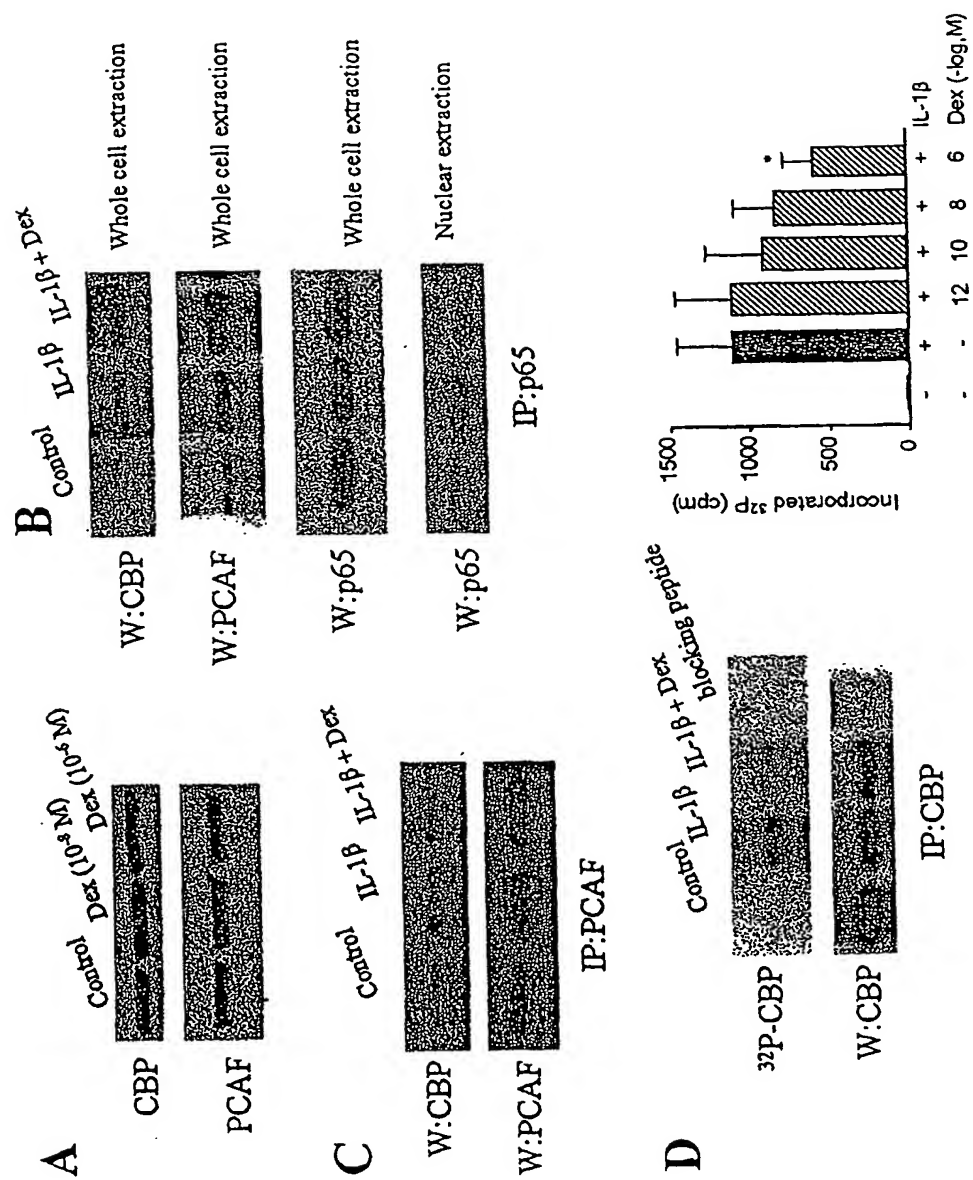 A
Control Dex (10⁻⁸ M) Dex (10⁻⁶ M)
CBP
PCAF
B
Control IL-1β IL-1β + Dex
W:CBP Whole cell extraction
W:PCAF Whole cell extraction
W:p65 Whole cell extraction
W:p65 Nuclear extraction
IP:p65
C
Control IL-1β IL-1β + Dex
W:CBP
W:PCAF
IP:PCAF
D
Control IL-1β IL-1β + Dex blocking peptide
³²P-CBP
W:CBP
IP:CBP
Incorporated ³²P (cpm)
1500
1000
500
0
*
- + + + + + IL-1β
- - 12 10 8 6 Dex (-log,M)